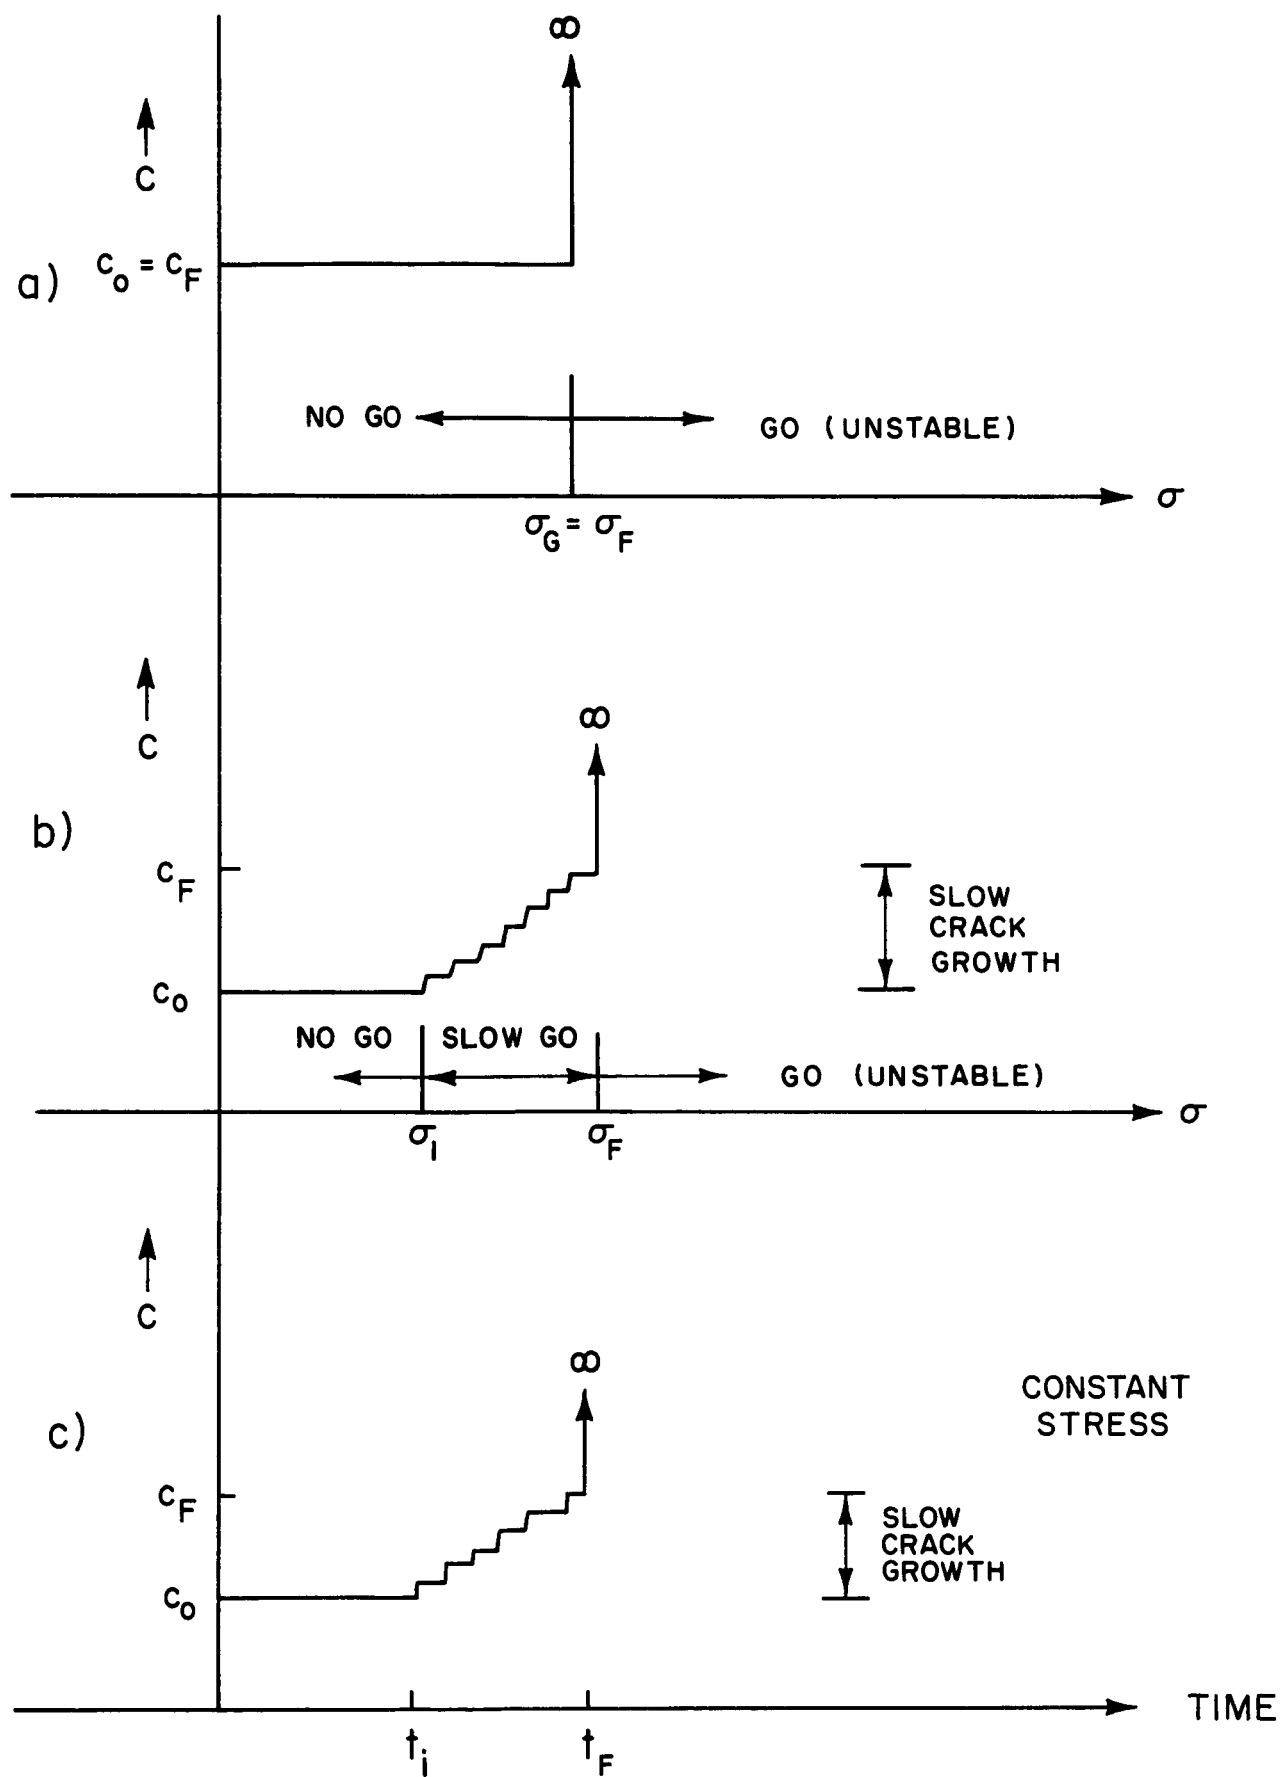 ∞
C
a)
C₀ = C_F
NO GO
GO (UNSTABLE)
σ
σ_G = σ_F
C
∞
b)
C_F
SLOW
CRACK
GROWTH
C₀
NO GO
SLOW GO
GO (UNSTABLE)
σ
σ_i
σ_F
C
∞
CONSTANT
STRESS
c)
C_F
SLOW
CRACK
GROWTH
C₀
TIME
t_i
t_F